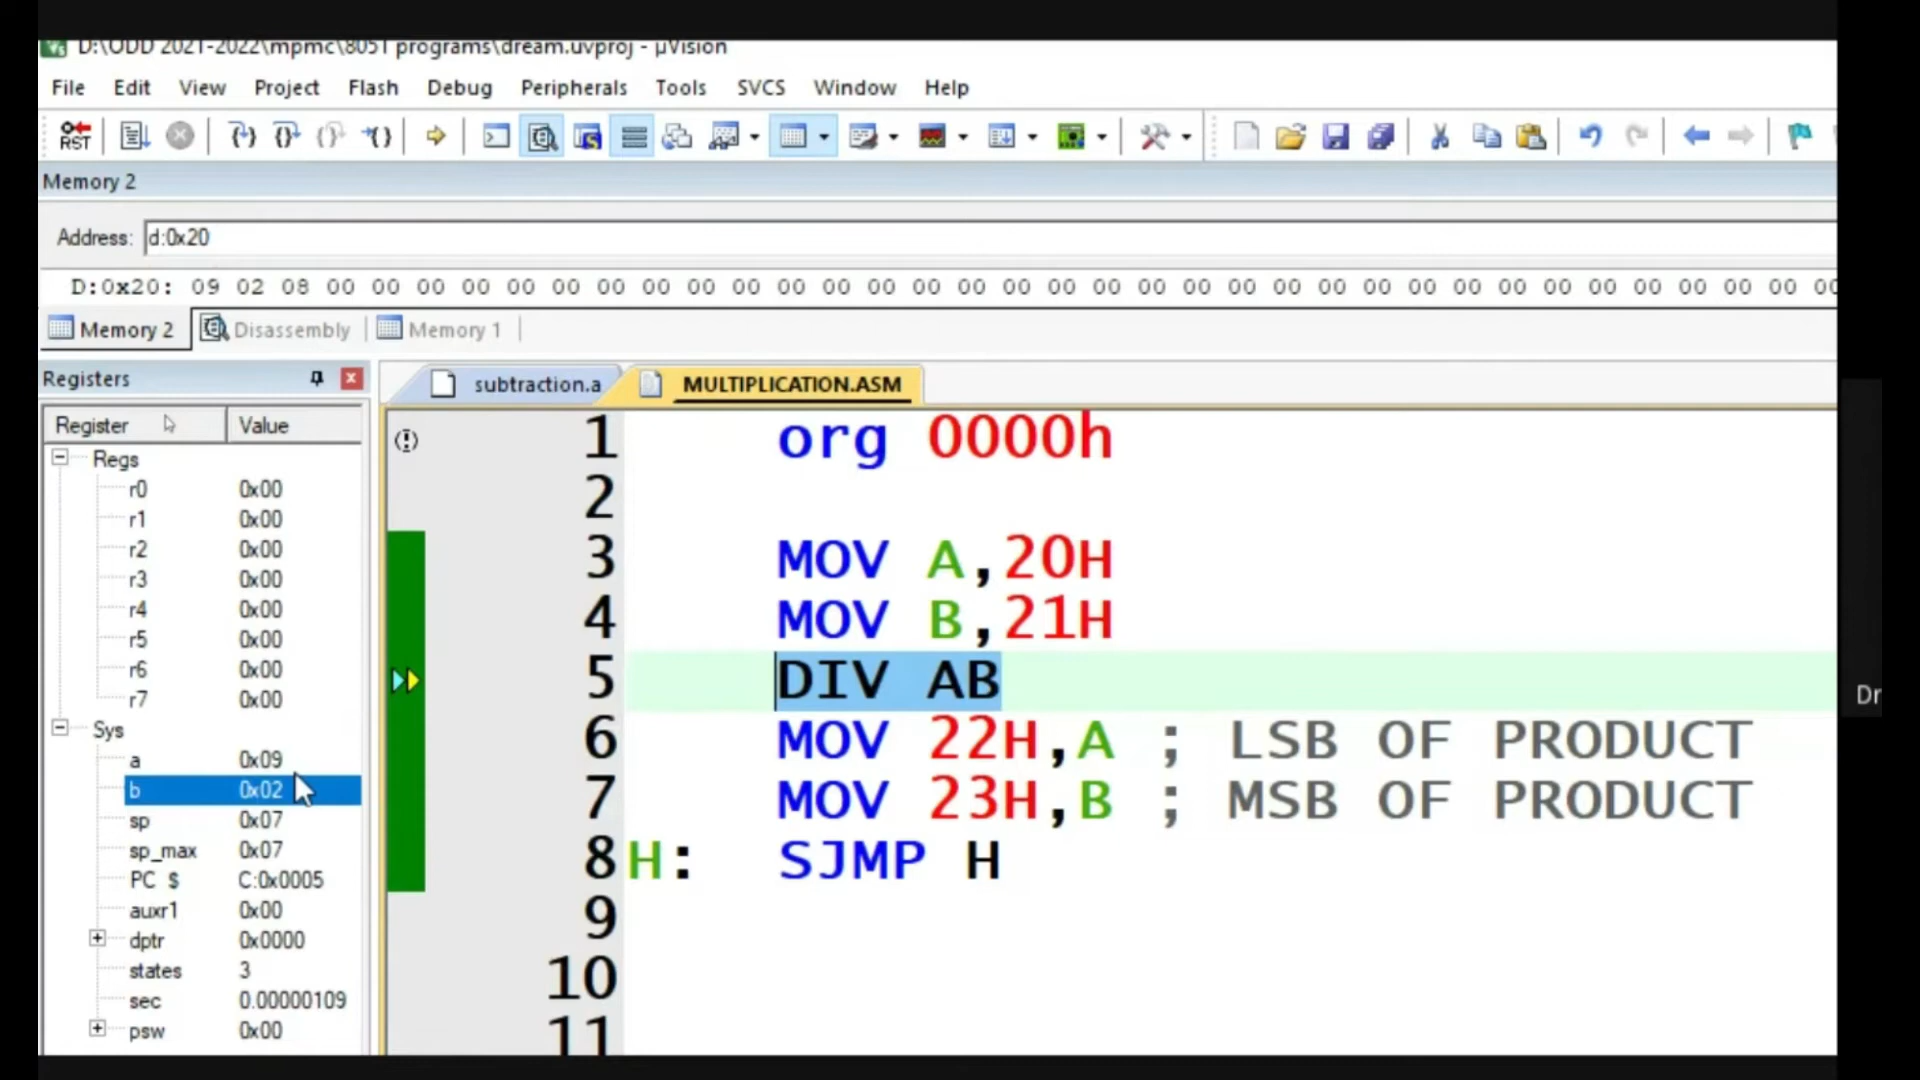 D:\ODD 2021-2022\mpmc\8051 programs\dream.uvproj - µVision
File Edit View Project Flash Debug Peripherals Tools SVCS Window Help
RST
Memory 2
Address: d:0x20
D:0x20: 09 02 08 00 00 00 00 00 00 00 00 00 00 00 00 00 00 00 00 00 00 00 00 00 00 00 00 00 00 00 00 00 00 00 00 00 00
Memory 2 Disassembly Memory 1
Registers
subtraction.a MULTIPLICATION.ASM
Register Value
Regs
r0 0x00
r1 0x00
r2 0x00
r3 0x00
r4 0x00
r5 0x00
r6 0x00
r7 0x00
Sys
a 0x09
b 0x02
sp 0x07
sp_max 0x07
PC $ C:0x0005
auxr1 0x00
dptr 0x0000
states 3
sec 0.00000109
psw 0x00
1 org 0000h
2
3 MOV A,20H
4 MOV B,21H
5 DIV AB
6 MOV 22H,A ; LSB OF PRODUCT
7 MOV 23H,B ; MSB OF PRODUCT
8 H: SJMP H
9
10
11
Dr